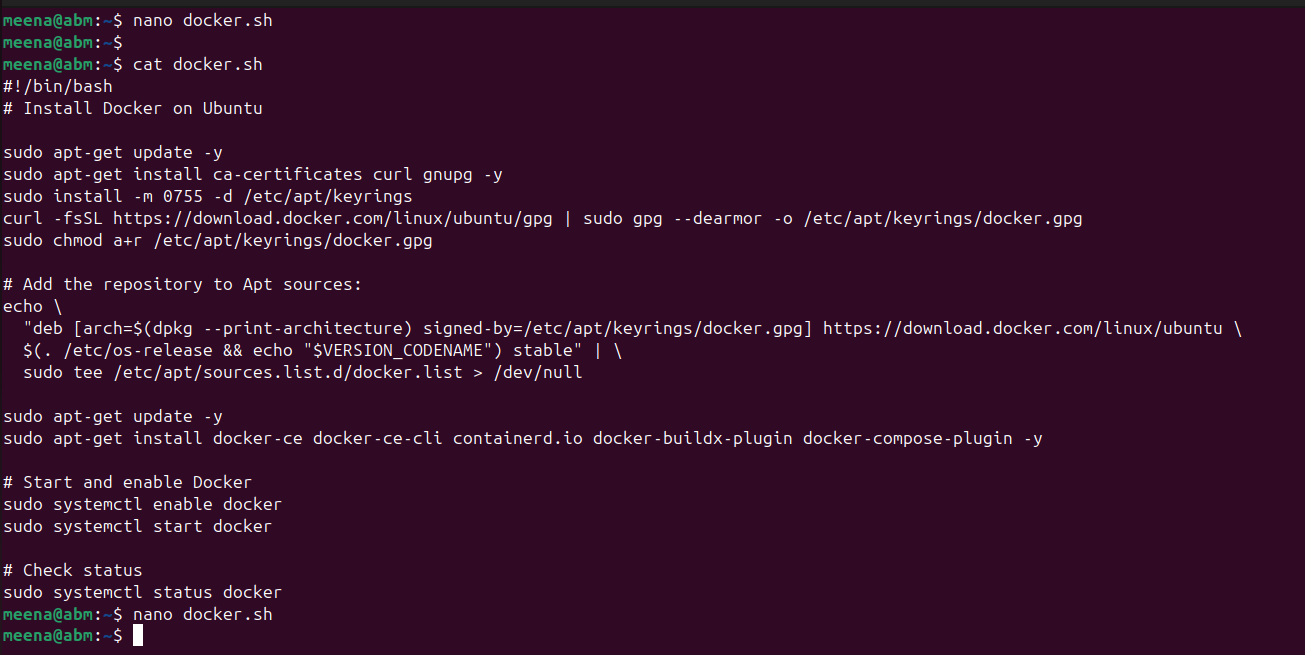 meena@abm:~$ nano docker.sh
meena@abm:~$
meena@abm:~$ cat docker.sh
#!/bin/bash
# Install Docker on Ubuntu

sudo apt-get update -y
sudo apt-get install ca-certificates curl gnupg -y
sudo install -m 0755 -d /etc/apt/keyrings
curl -fsSL https://download.docker.com/linux/ubuntu/gpg | sudo gpg --dearmor -o /etc/apt/keyrings/docker.gpg
sudo chmod a+r /etc/apt/keyrings/docker.gpg

# Add the repository to Apt sources:
echo \
  "deb [arch=$(dpkg --print-architecture) signed-by=/etc/apt/keyrings/docker.gpg] https://download.docker.com/linux/ubuntu \
  $(. /etc/os-release && echo "$VERSION_CODENAME") stable" | \
  sudo tee /etc/apt/sources.list.d/docker.list > /dev/null

sudo apt-get update -y
sudo apt-get install docker-ce docker-ce-cli containerd.io docker-buildx-plugin docker-compose-plugin -y

# Start and enable Docker
sudo systemctl enable docker
sudo systemctl start docker

# Check status
sudo systemctl status docker
meena@abm:~$ nano docker.sh
meena@abm:~$